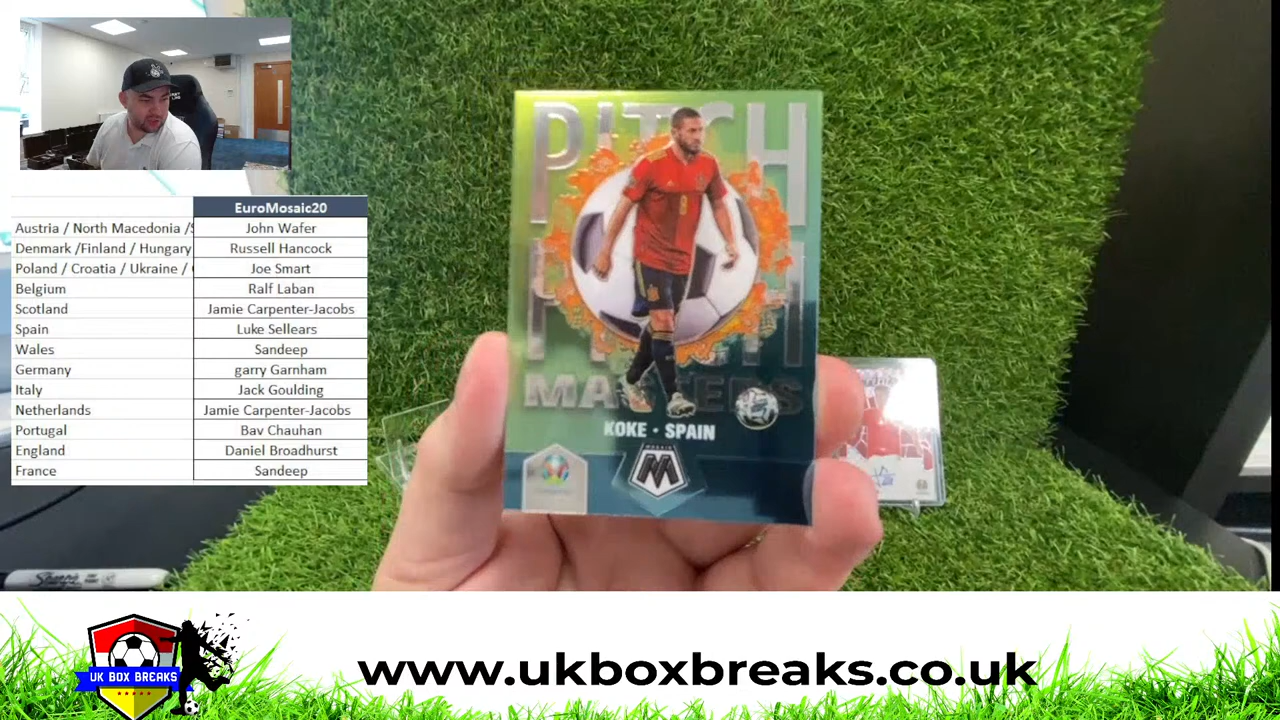 EuroMosaic20
Austria / North Macedonia /S John Wafer
Denmark /Finland / Hungary Russell Hancock
Poland / Croatia / Ukraine / Joe Smart
Belgium Ralf Laban
Scotland Jamie Carpenter-Jacobs
Spain Luke Sellears
Wales Sandeep
Germany garry Garnham
Italy Jack Goulding
Netherlands Jamie Carpenter-Jacobs
Portugal Bav Chauhan
England Daniel Broadhurst
France Sandeep
PITCH
PITCH
MASTERS
KOKE • SPAIN
MOSAIC
Sharpie
UK BOX BREAKS
www.ukboxbreaks.co.uk